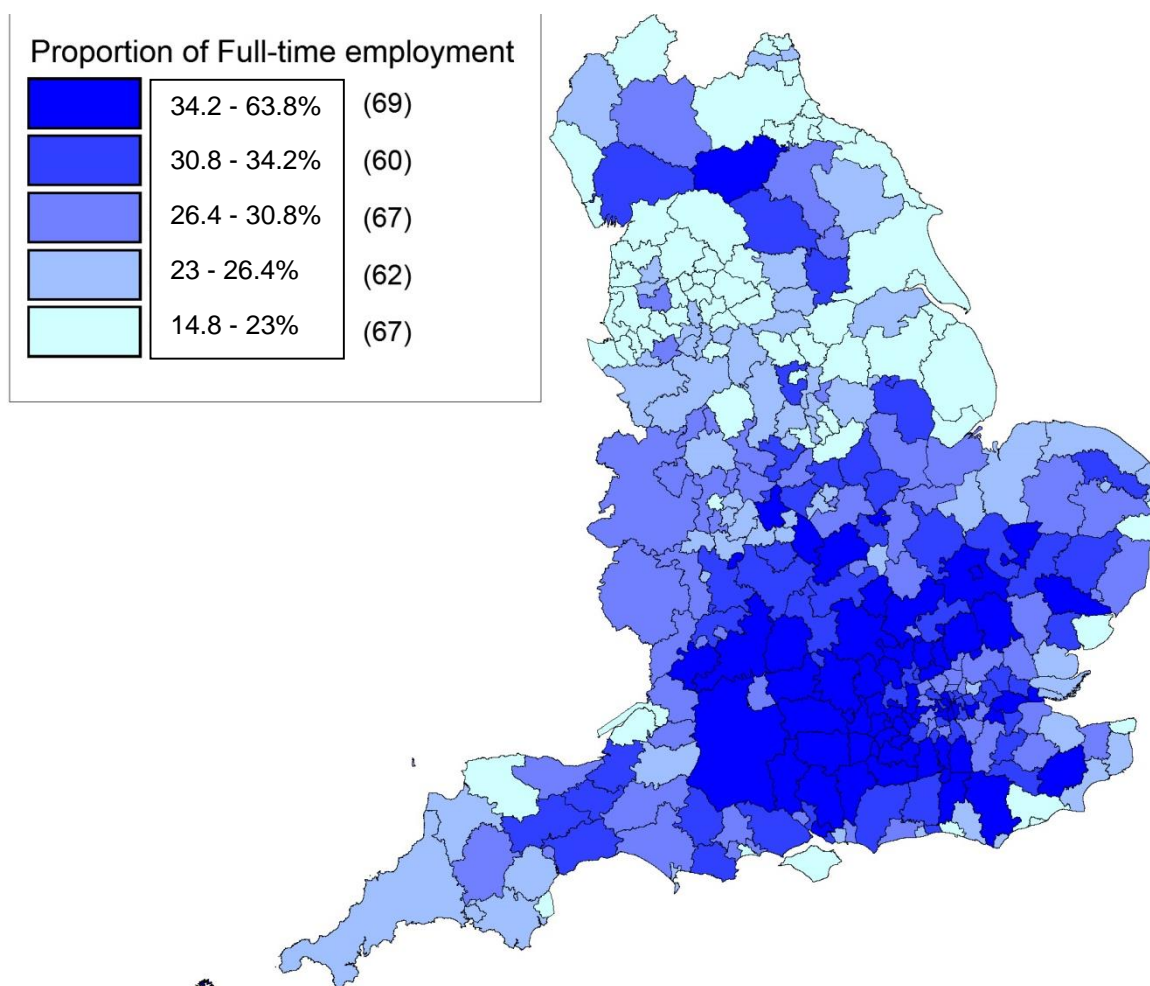 Proportion of Full-time employment
34.2 - 63.8% (69)
30.8 - 34.2% (60)
26.4 - 30.8% (67)
23 - 26.4% (62)
14.8 - 23% (67)